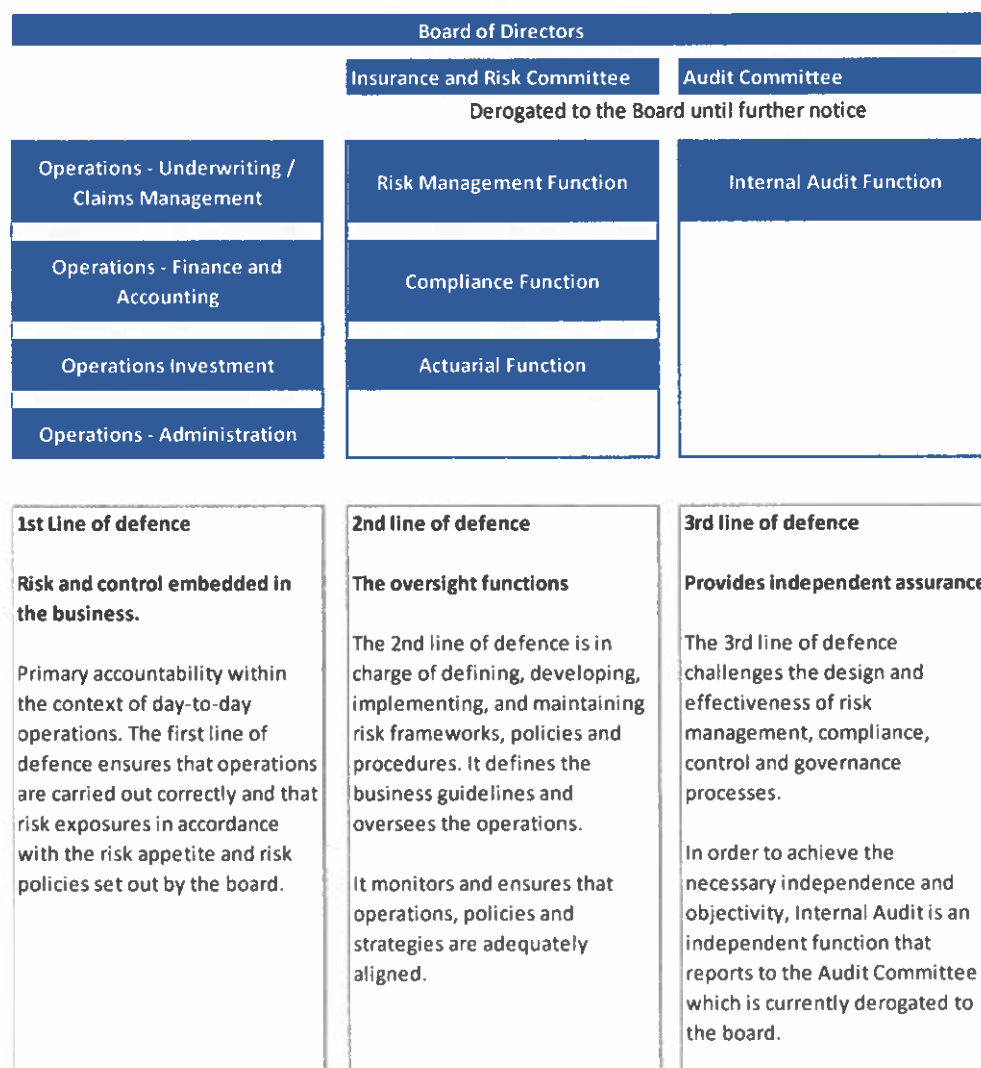 Board of Directors
Insurance and Risk Committee
Audit Committee
Derogated to the Board until further notice
Operations - Underwriting /
Claims Management
Operations - Finance and
Accounting
Operations Investment
Operations - Administration
Risk Management Function
Compliance Function
Actuarial Function
Internal Audit Function
1st Line of defence
Risk and control embedded in
the business.
Primary accountability within
the context of day-to-day
operations. The first line of
defence ensures that operations
are carried out correctly and that
risk exposures in accordance
with the risk appetite and risk
policies set out by the board.
2nd line of defence
The oversight functions
The 2nd line of defence is in
charge of defining, developing,
implementing, and maintaining
risk frameworks, policies and
procedures. It defines the
business guidelines and
oversees the operations.
It monitors and ensures that
operations, policies and
strategies are adequately
aligned.
3rd line of defence
Provides independent assurance
The 3rd line of defence
challenges the design and
effectiveness of risk
management, compliance,
control and governance
processes.
In order to achieve the
necessary independence and
objectivity, Internal Audit is an
independent function that
reports to the Audit Committee
which is currently derogated to
the board.